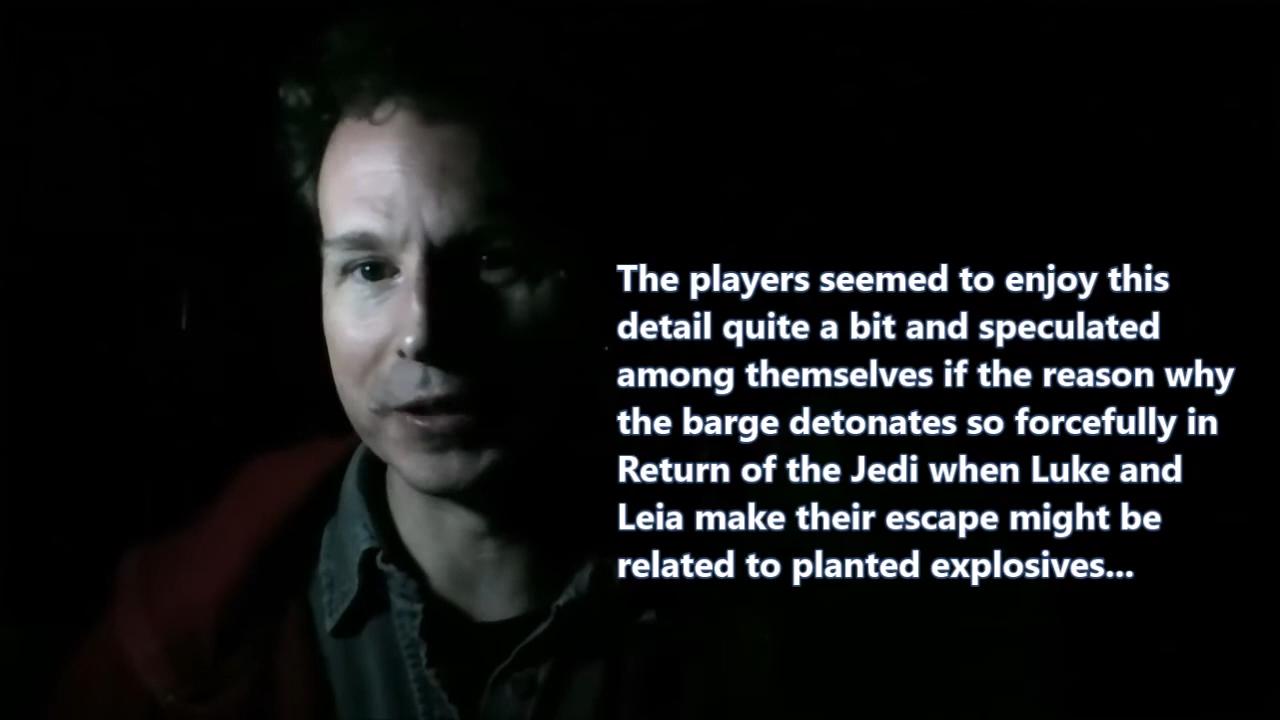 The players seemed to enjoy this
detail quite a bit and speculated
among themselves if the reason why
the barge detonates so forcefully in
Return of the Jedi when Luke and
Leia make their escape might be
related to planted explosives...